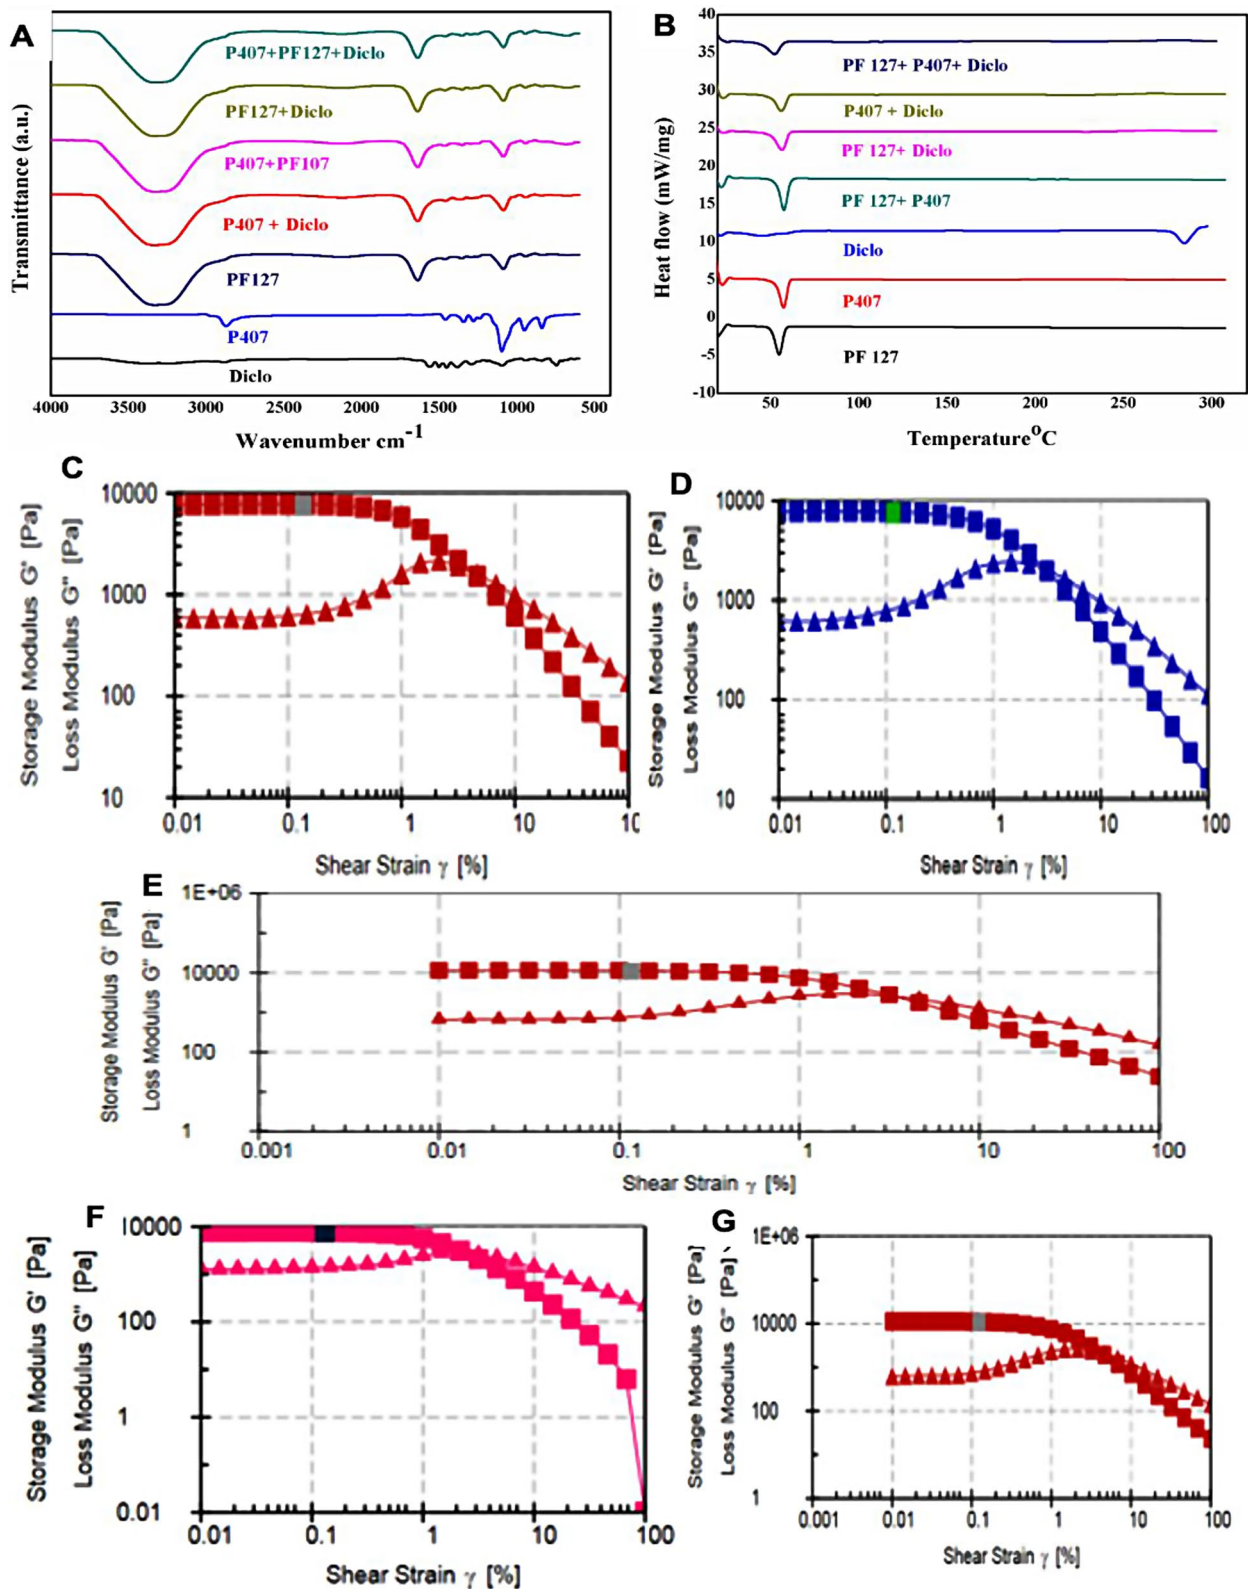 A
P407+PF127+Diclo
PF127+Diclo
P407+PF107
P407 + Diclo
PF127
P407
Diclo
Transmittance (a.u.)
4000 3500 3000 2500 2000 1500 1000 500
Wavenumber cm-1
B
40
35
30
25
20
15
10
5
0
-5
-10
Heat flow (mW/mg)
PF 127+ P407+ Diclo
P407 + Diclo
PF 127+ Diclo
PF 127+ P407
Diclo
P407
PF 127
50 100 150 200 250 300
Temperature°C
C
Storage Modulus G' [Pa]
Loss Modulus G" [Pa]
10000
1000
100
10
0.01 0.1 1 10 10
Shear Strain γ [%]
D
Storage Modulus G' [Pa]
Loss Modulus G" [Pa]
10000
1000
100
10
0.01 0.1 1 10 100
Shear Strain γ [%]
E
Storage Modulus G' [Pa]
Loss Modulus G" [Pa]
1E+06
10000
100
1
0.001 0.01 0.1 1 10 100
Shear Strain γ [%]
F
Storage Modulus G' [Pa]
Loss Modulus G" [Pa]
10000
100
1
0.01
0.01 0.1 1 10 100
Shear Strain γ [%]
G
Storage Modulus G' [Pa]
Loss Modulus G" [Pa]
1E+06
10000
100
1
0.001 0.01 0.1 1 10 100
Shear Strain γ [%]